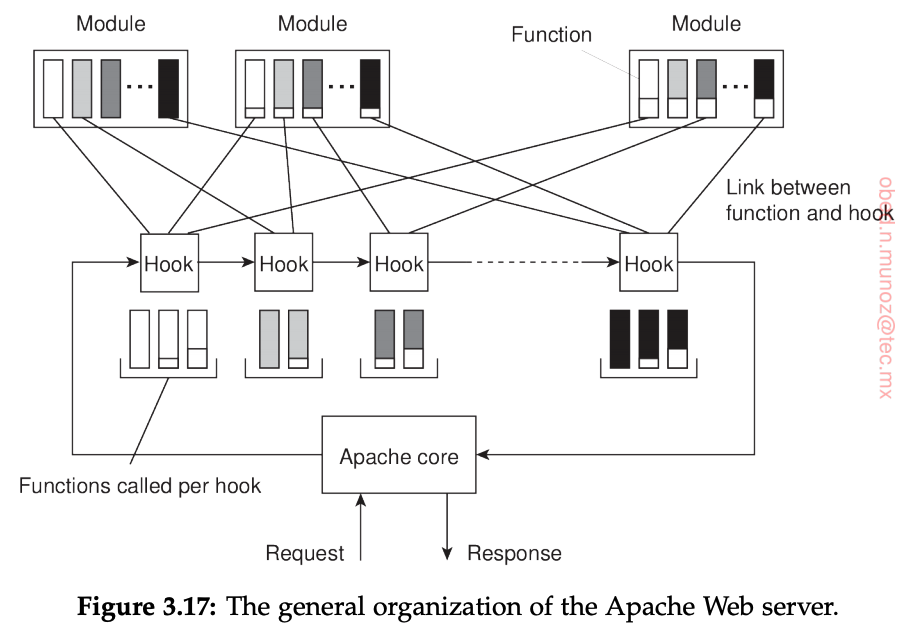 Module
Module
Function
Module
Link between
function and hook
Hook
Hook
Hook
Hook
Apache core
Functions called per hook
Request
Response
Figure 3.17: The general organization of the Apache Web server.
obed.n.munoz@tec.mx